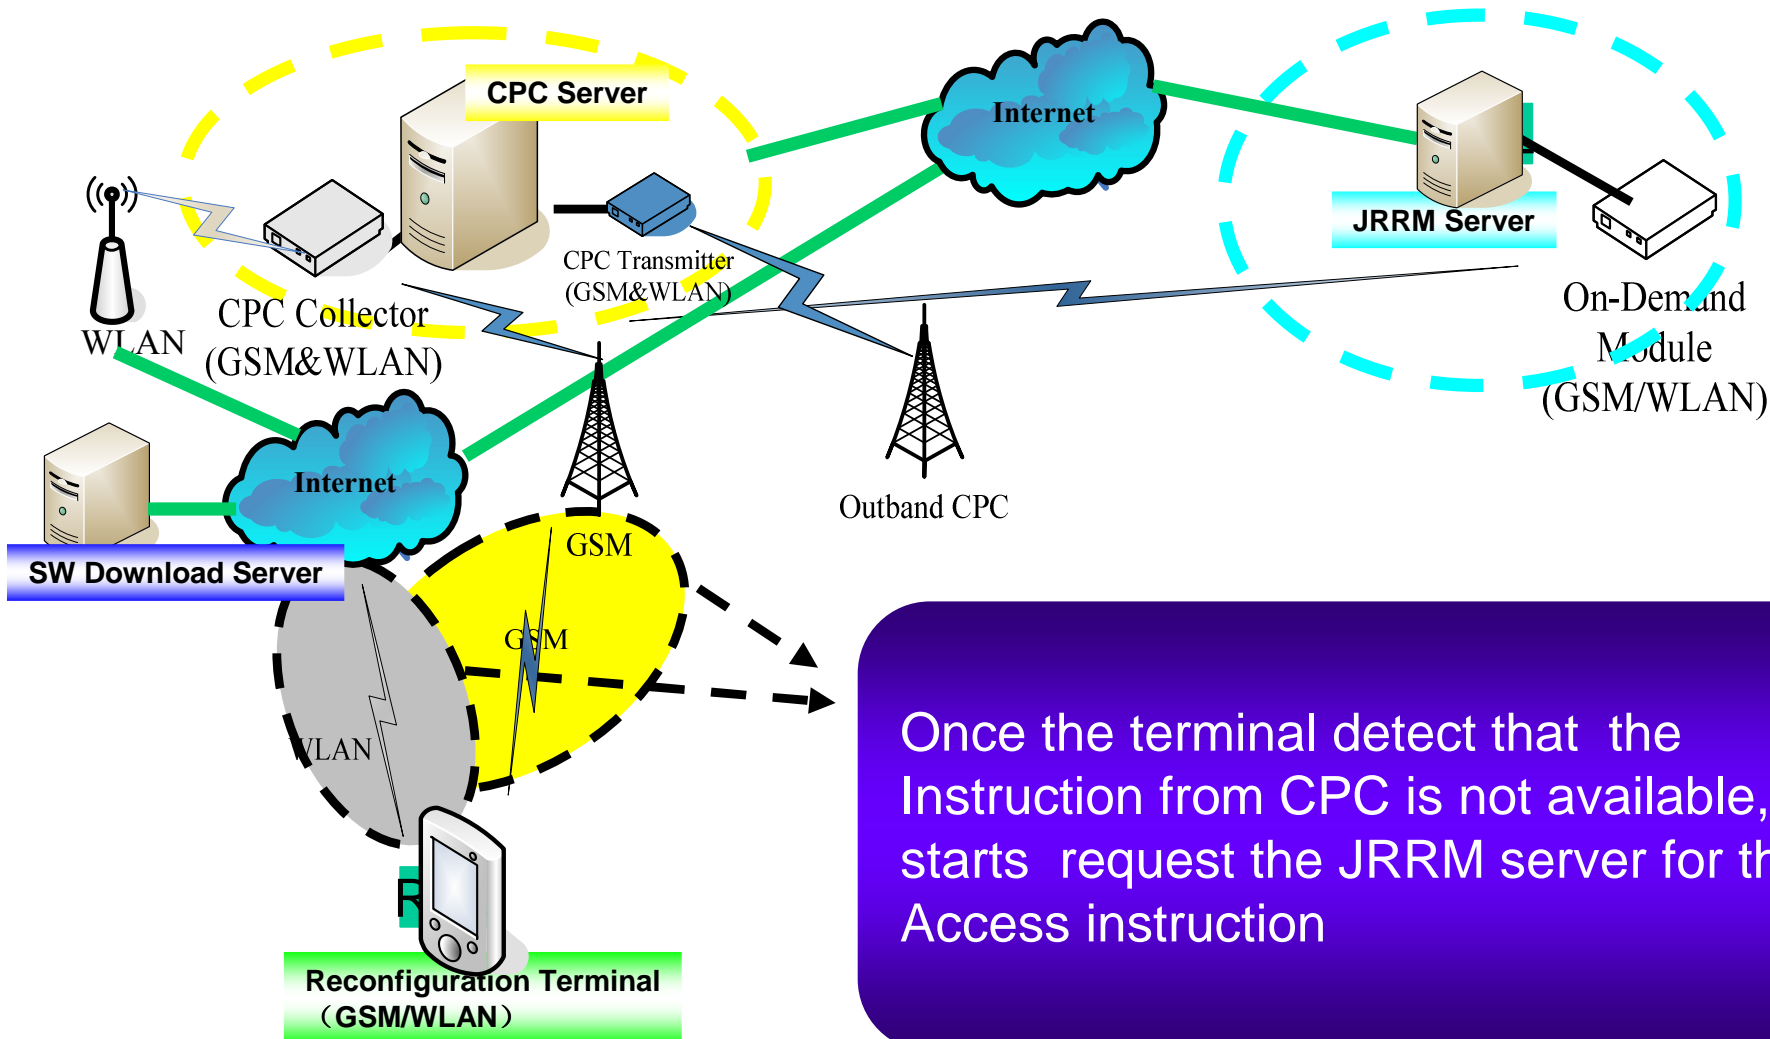 CPC Server
Internet
JRRM Server
CPC Transmitter
(GSM&WLAN)
CPC Collector
(GSM&WLAN)
WLAN
On-Demand
Module
(GSM/WLAN)
Internet
Outband CPC
SW Download Server
GSM
GSM
WLAN
Once the terminal detect that the
Instruction from CPC is not available,
starts request the JRRM server for th
Access instruction
R
Reconfiguration Terminal
（GSM/WLAN）